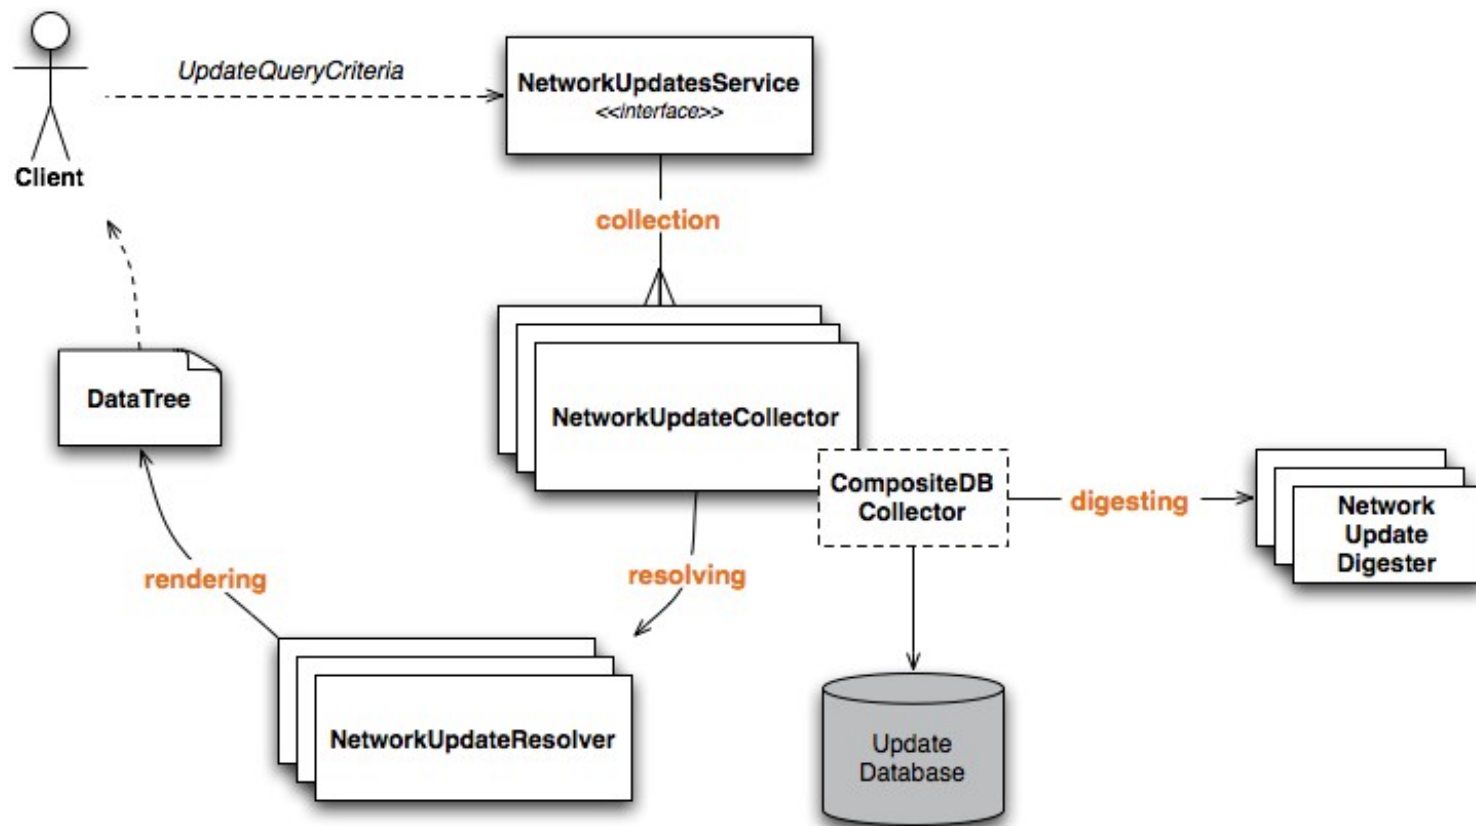 UpdateQueryCriteria
NetworkUpdatesService
<<interface>>
Client
collection
DataTree
NetworkUpdateCollector
CompositeDB
Collector
digesting
Network
Update
Digester
rendering
resolving
NetworkUpdateResolver
Update
Database